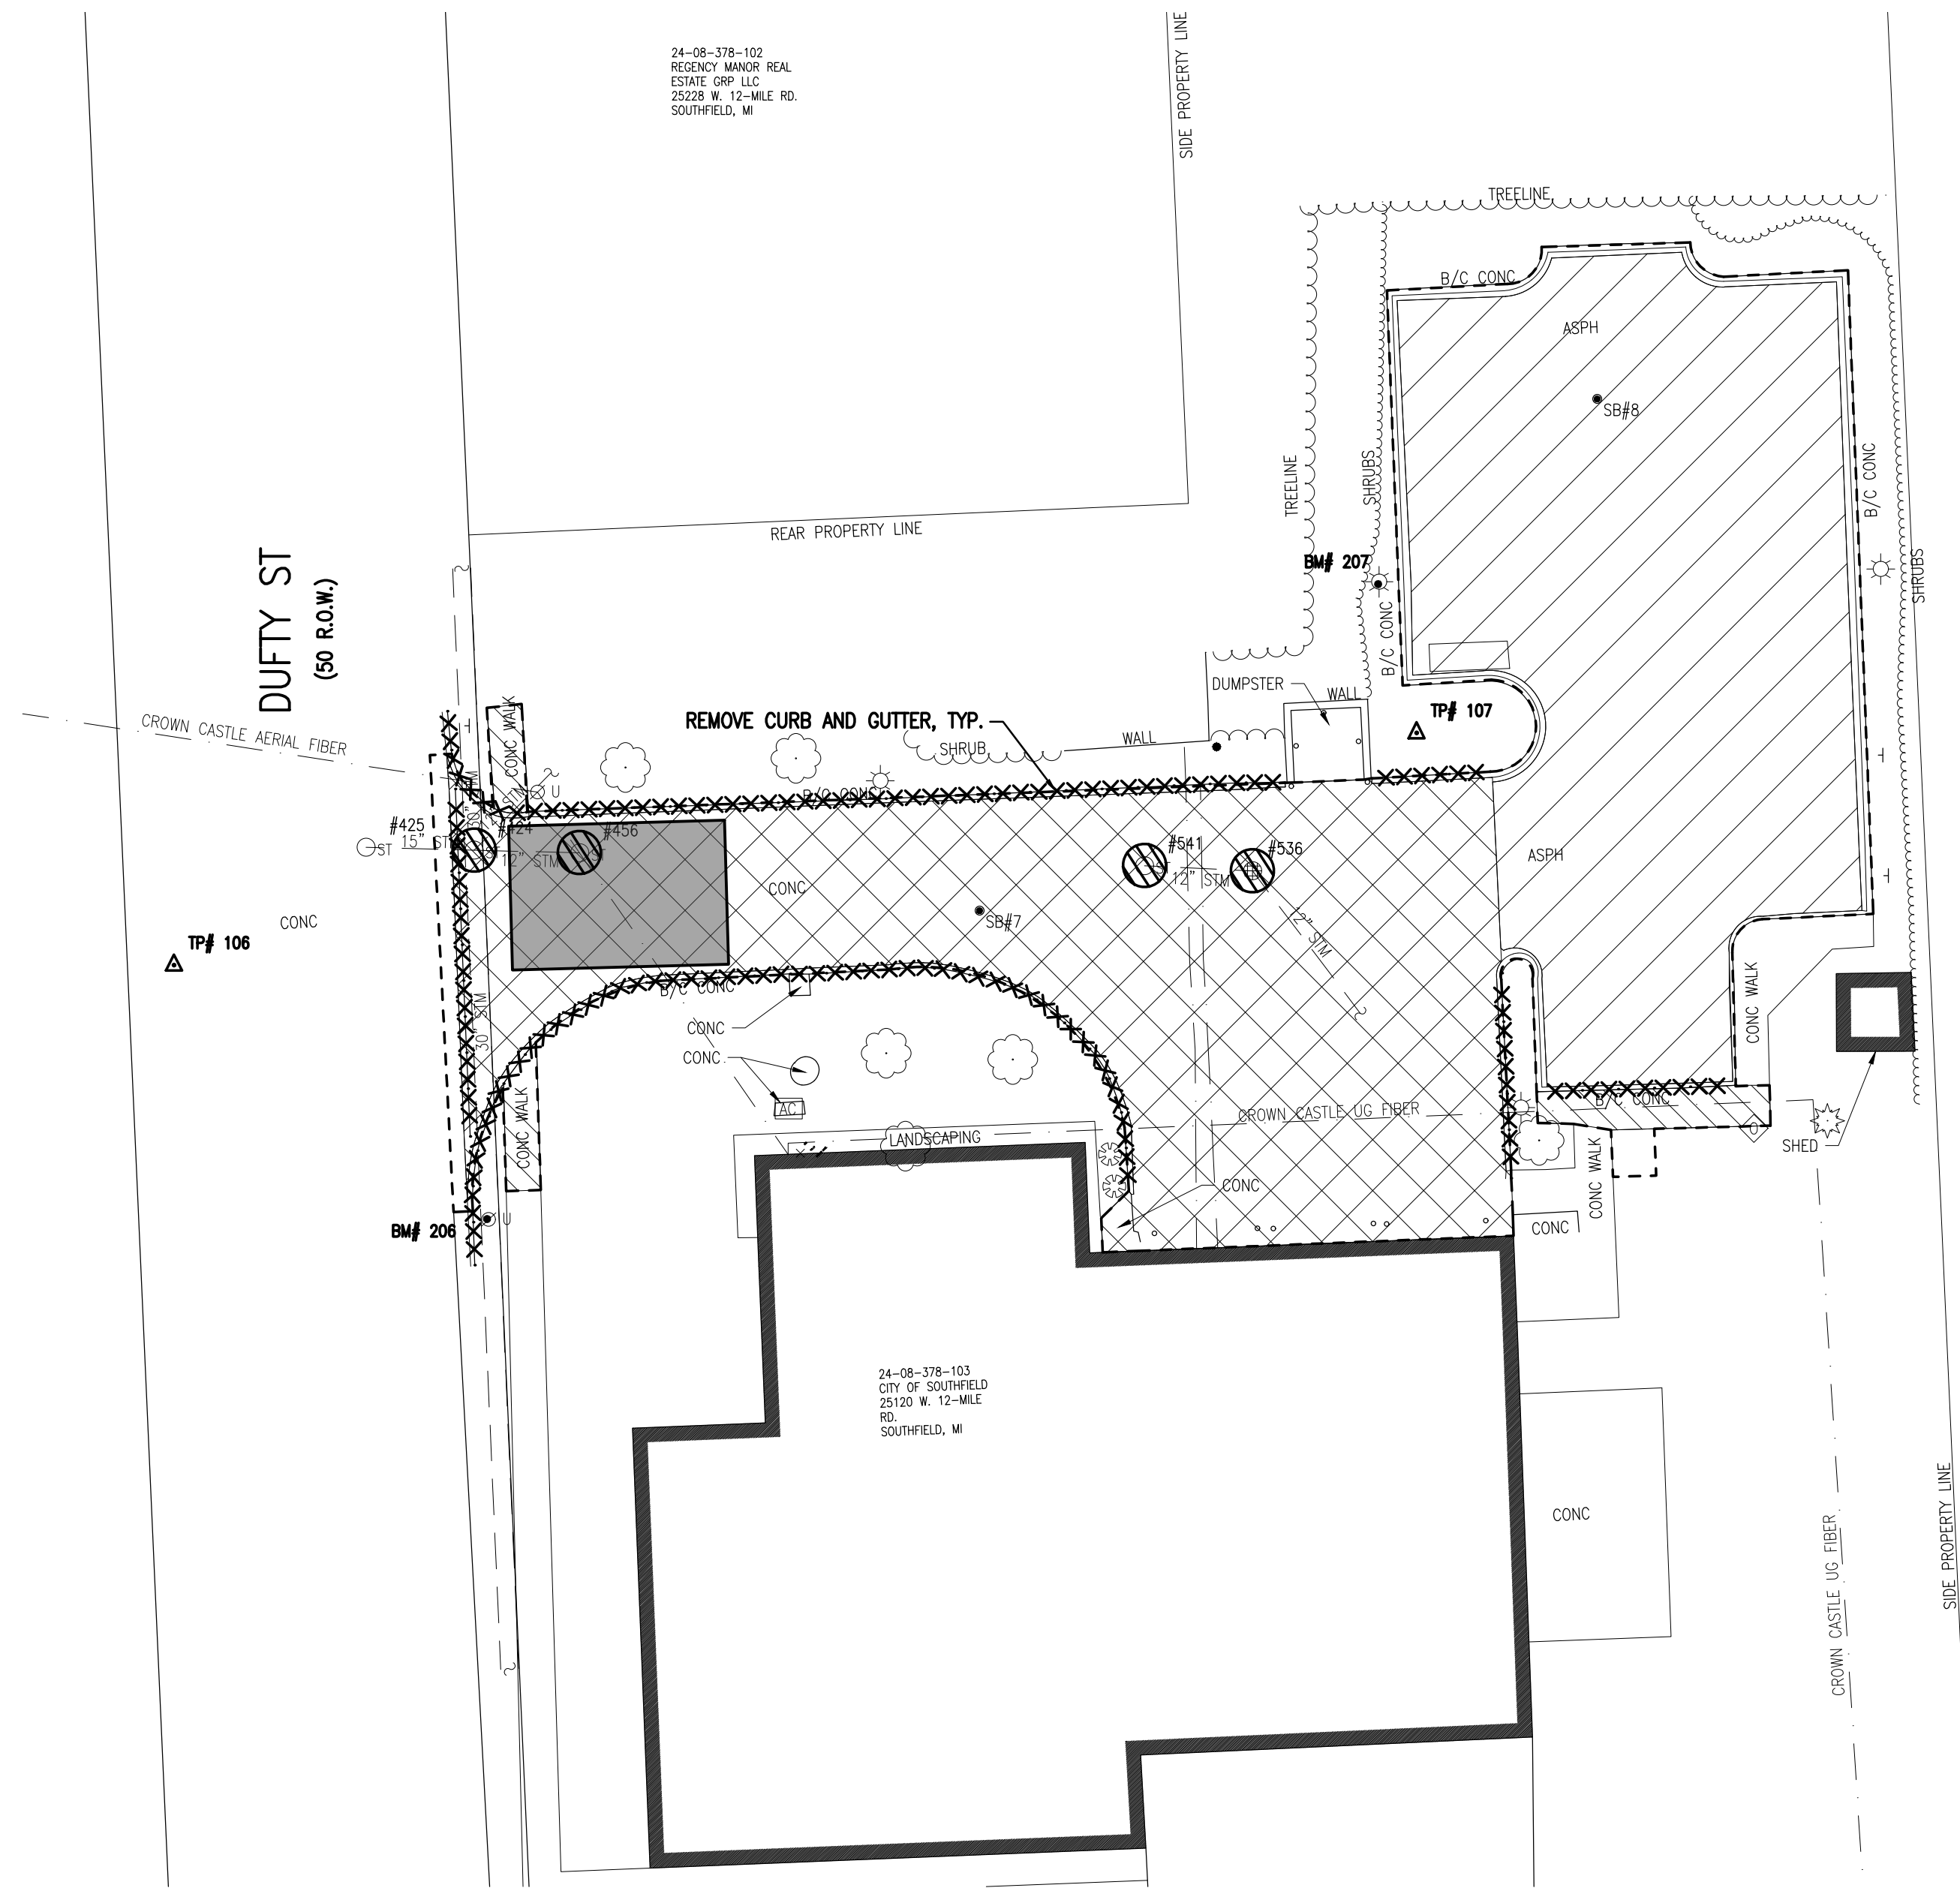 24-08-378-102
REGENCY MANOR REAL
ESTATE GRP LLC
25228 W. 12-MILE RD.
SOUTHFIELD, MI
SIDE PROPERTY LINE
TREELINE
B/C CONC
ASPH
SB#8
TREELINE
SHRUBS
B/C CONC
REAR PROPERTY LINE
DUFTY ST
(50 R.O.W.)
BM# 207
SHRUBS
B/C CONC
DUMPSTER
WALL
TP# 107
CROWN CASTLE AERIAL FIBER
CONC WALK
REMOVE CURB AND GUTTER, TYP.
SHRUB
WALL
U
B/C CONC
30"
#425
ST
15"
ST
#424
12" STM
#456
ST
#541
12" STM
#536
ASPH
CONC
CONC
SB#7
12" STM
TP# 106
B/C CONC
30" STM
CONC
CONC
AC
CONC WALK
CONC WALK
CROWN CASTLE UG FIBER
B/C CONC
LANDSCAPING
SHED
CONC WALK
CONC
CONC
BM# 206
U
24-08-378-103
CITY OF SOUTHFIELD
25120 W. 12-MILE
RD.
SOUTHFIELD, MI
CONC
CROWN CASTLE UG FIBER
SIDE PROPERTY LINE